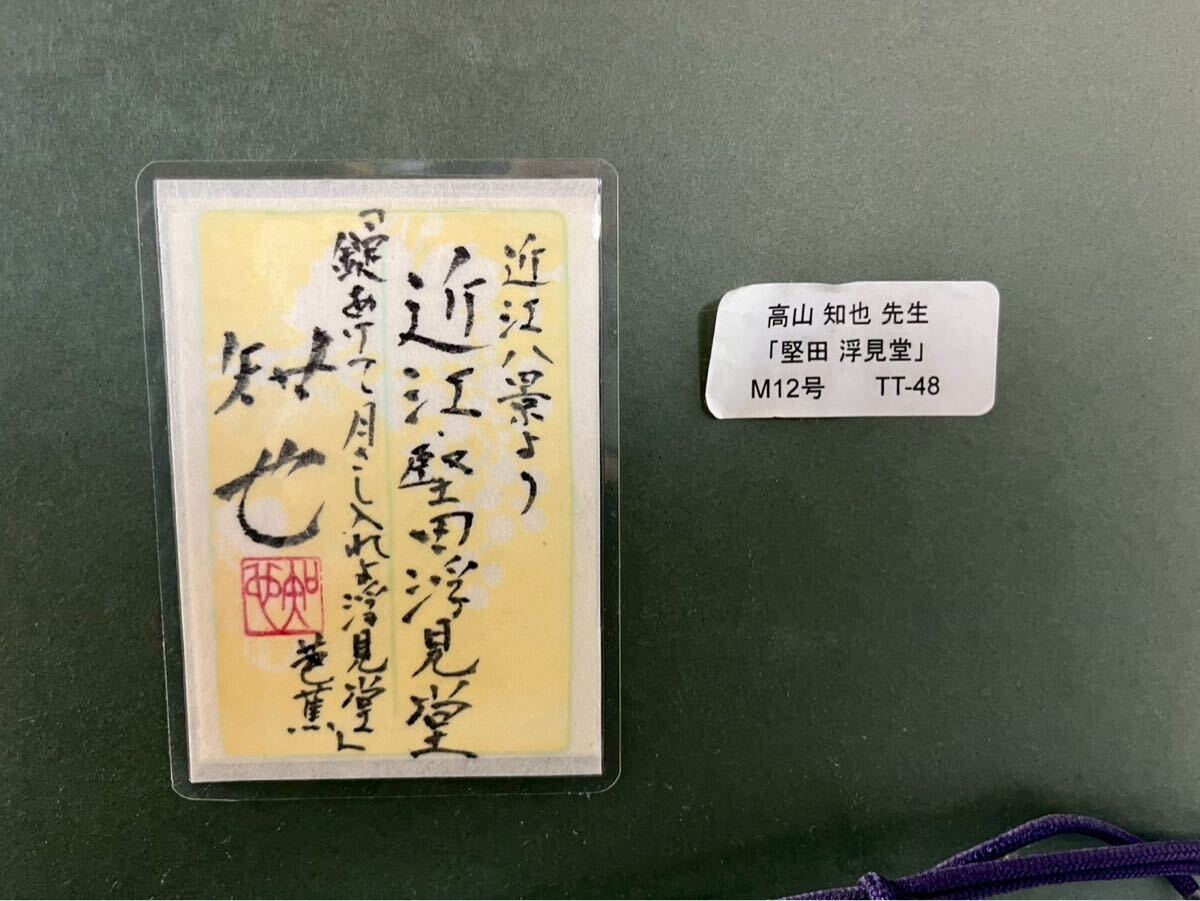 近江八景より
近江・堅田浮見堂
「錠あけて月さし入れよ浮見堂」
芭蕉
知也
知也
高山 知也 先生
「堅田 浮見堂」
M12号 TT-48